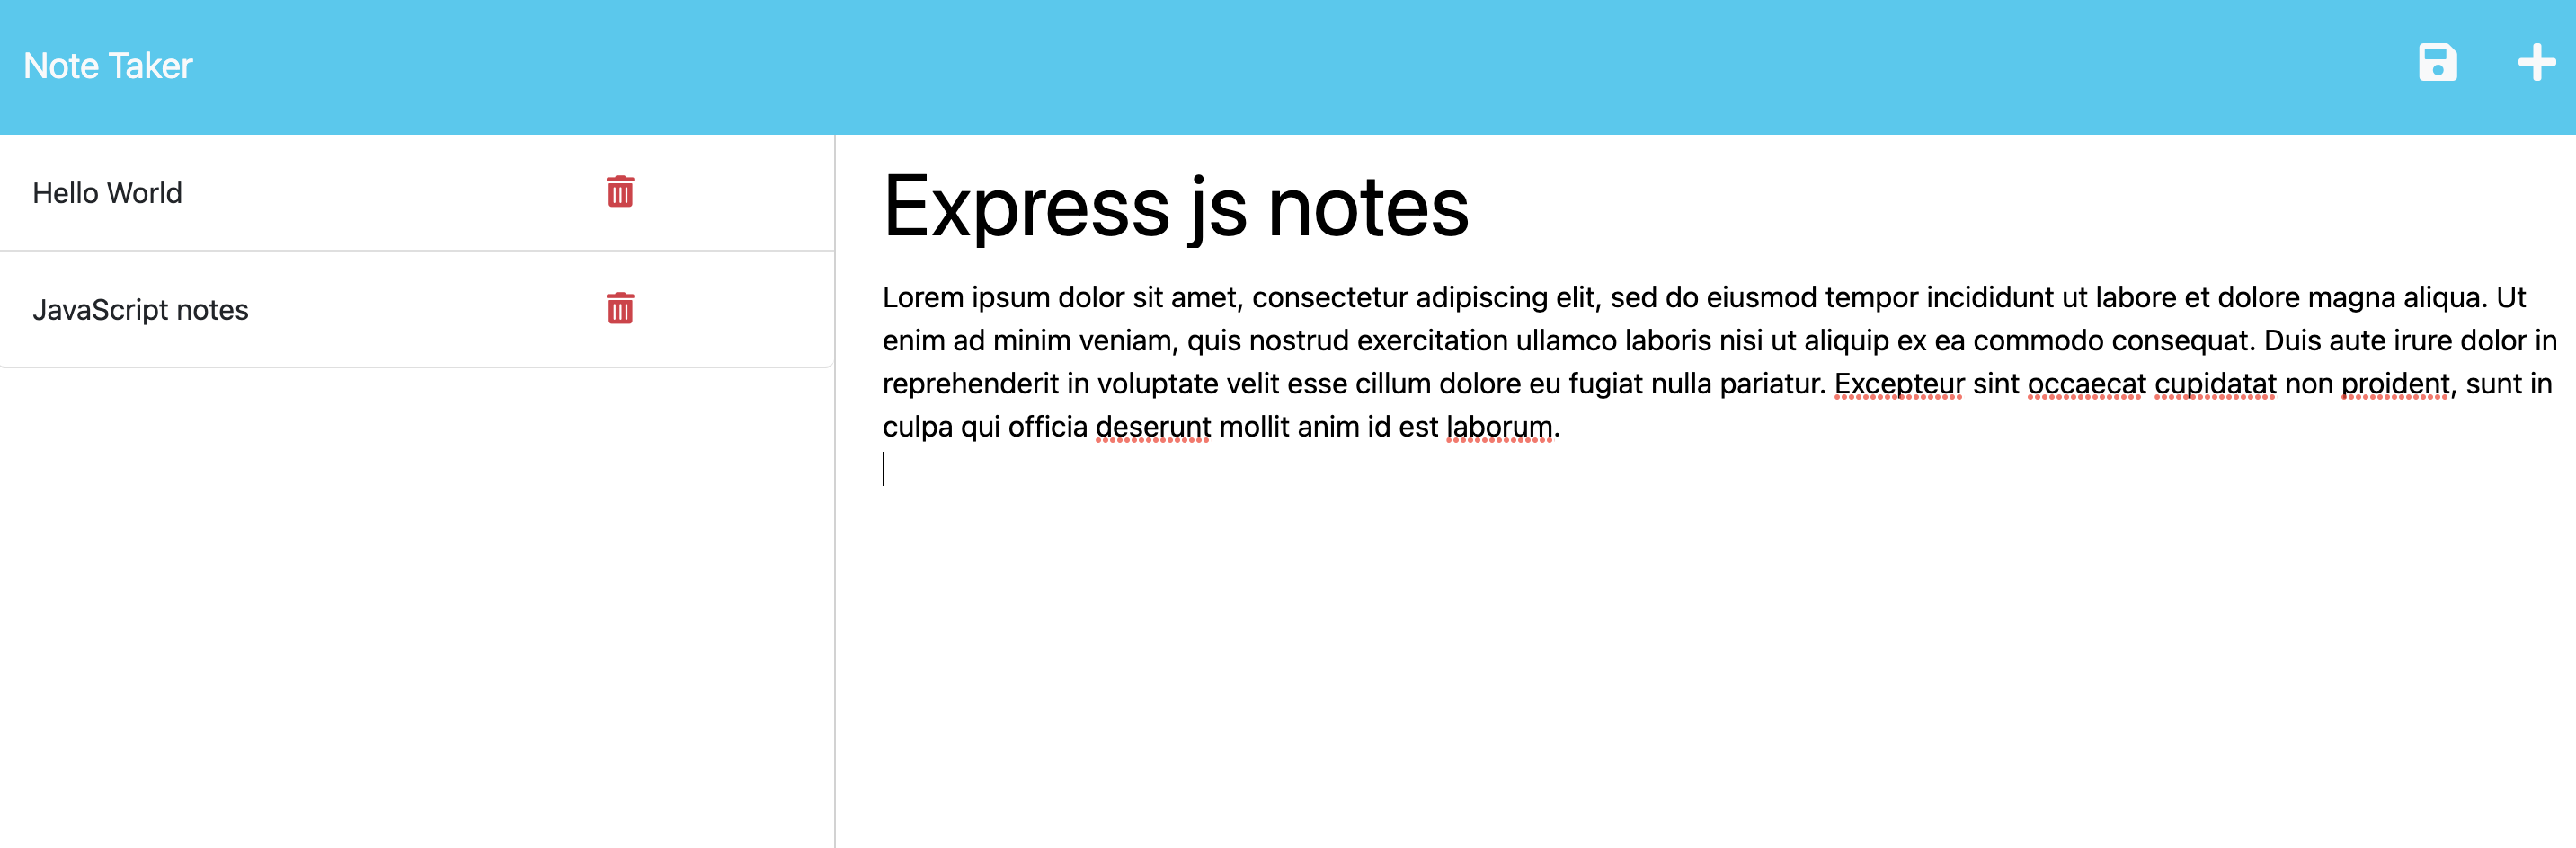 Note Taker
Hello World
JavaScript notes
Express js notes
Lorem ipsum dolor sit amet, consectetur adipiscing elit, sed do eiusmod tempor incididunt ut labore et dolore magna aliqua. Ut
enim ad minim veniam, quis nostrud exercitation ullamco laboris nisi ut aliquip ex ea commodo consequat. Duis aute irure dolor in
reprehenderit in voluptate velit esse cillum dolore eu fugiat nulla pariatur. Excepteur sint occaecat cupidatat non proident, sunt in
culpa qui officia deserunt mollit anim id est laborum.